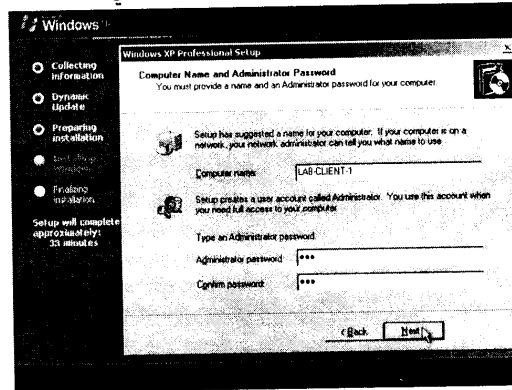 Windows
Collecting
information
Dynamic
Update
Preparing
installation
Installing
Windows
Finalizing
installation
Setup will complete
approximately:
33 minutes
Windows XP Professional Setup
Computer Name and Administrator Password
You must provide a name and an Administrator password for your computer.
Setup has suggested a name for your computer. If your computer is on a
network, your network administrator can tell you what name to use
Computer name:
LAB-CLIENT-1
Setup creates a user account called Administrator. You use this account when
you need full access to your computer.
Type an Administrator password.
Administrator password:
•••
Confirm password:
•••
< Back
Next